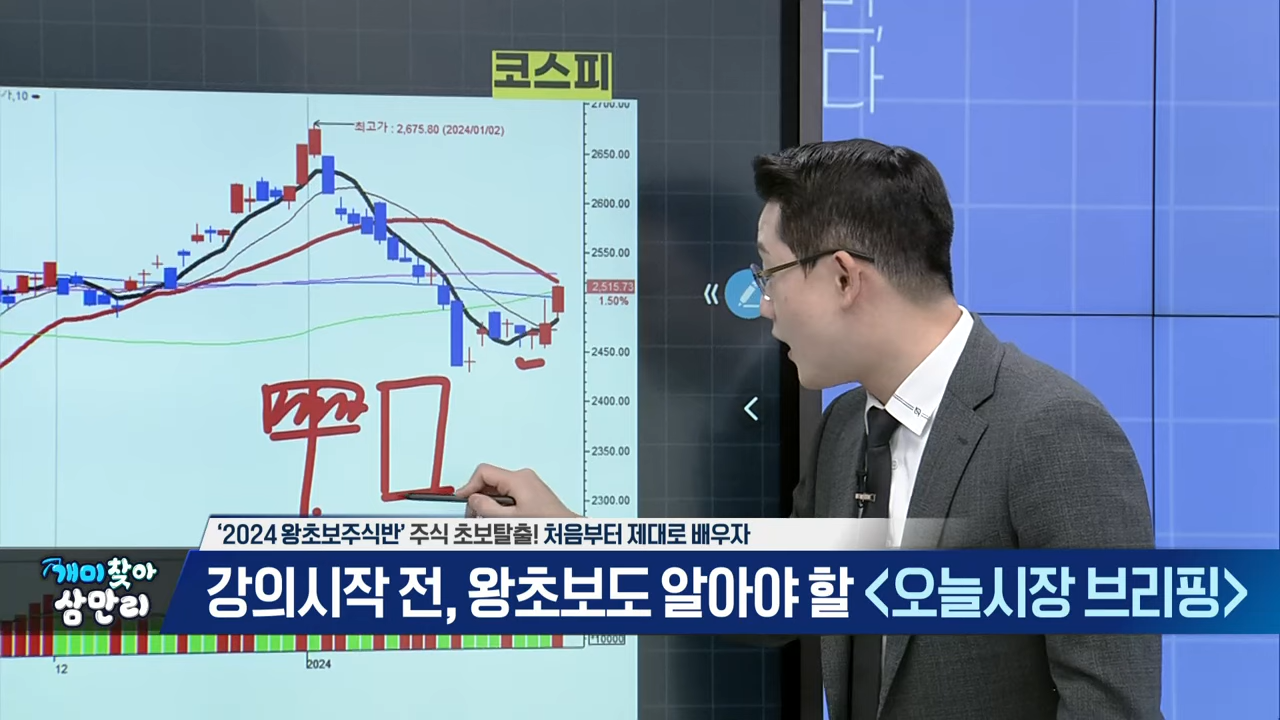 코스피
다
,10
2700.00
최고가 : 2,675.80 (2024/01/02)
2650.00
2600.00
2550.00
2,515.73
1.50%
2450.00
2400.00
2350.00
2300.00
'2024 왕초보주식반' 주식 초보탈출! 처음부터 제대로 배우자
개미찾아
삼만리
강의시작 전, 왕초보도 알아야 할 <오늘시장 브리핑>
*10000
12
2024